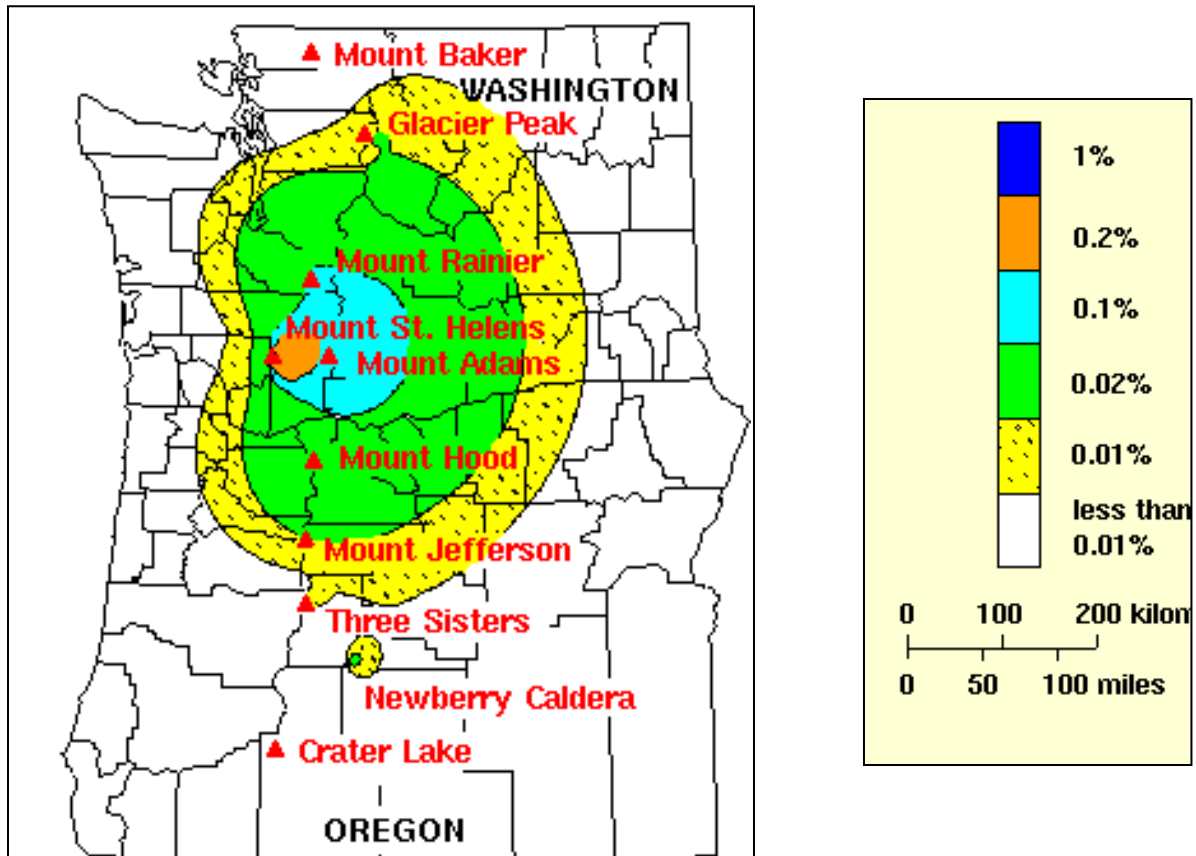 Mount Baker
WASHINGTON
Glacier Peak
Mount Rainier
Mount St. Helens
Mount Adams
Mount Hood
Mount Jefferson
Three Sisters
Newberry Caldera
Crater Lake
OREGON
1%
0.2%
0.1%
0.02%
0.01%
less than
0.01%
0 100 200 kilom
0 50 100 miles